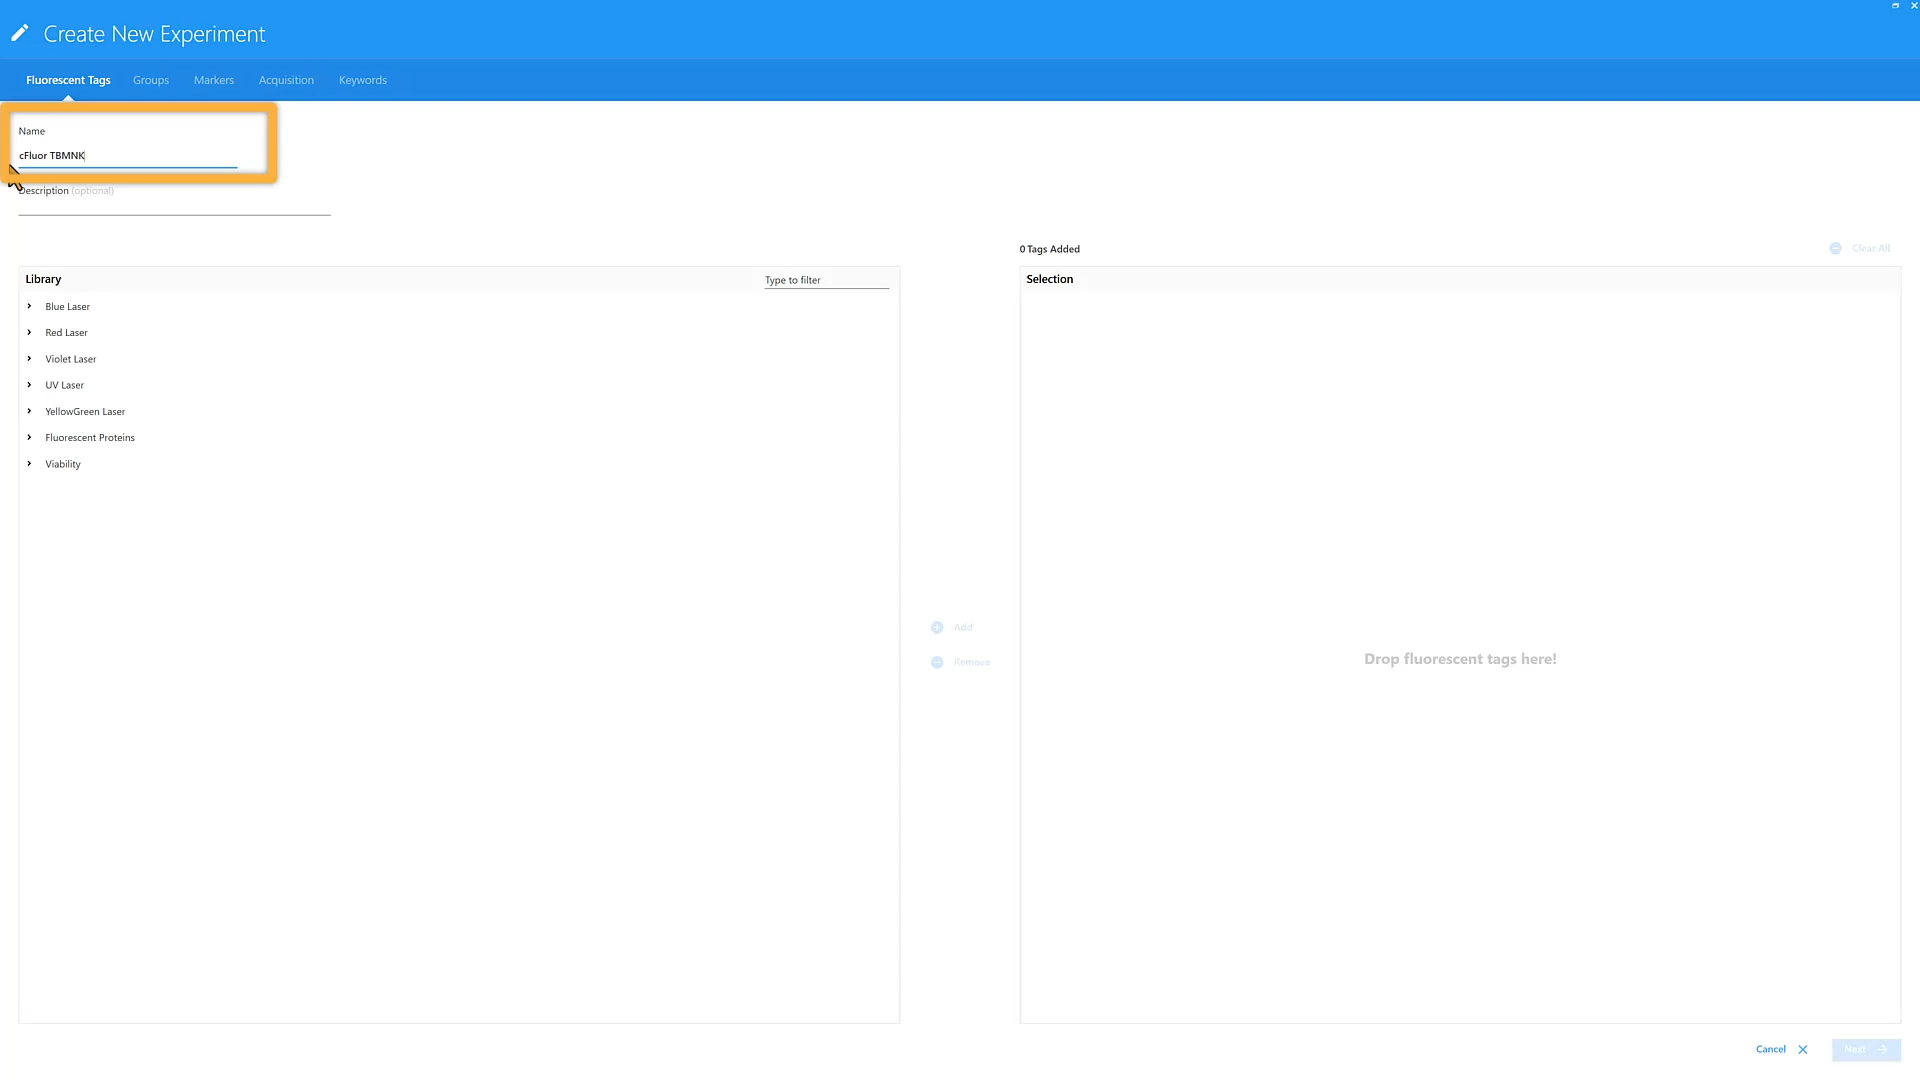 Create New Experiment
Fluorescent Tags Groups Markers Acquisition Keywords
Name
cFluor TBMNK
Description (optional)
0 Tags Added
Clear All
Library
Type to filter
Selection
Blue Laser
Red Laser
Violet Laser
UV Laser
YellowGreen Laser
Fluorescent Proteins
Viability
Add
Remove
Drop fluorescent tags here!
Cancel
Next